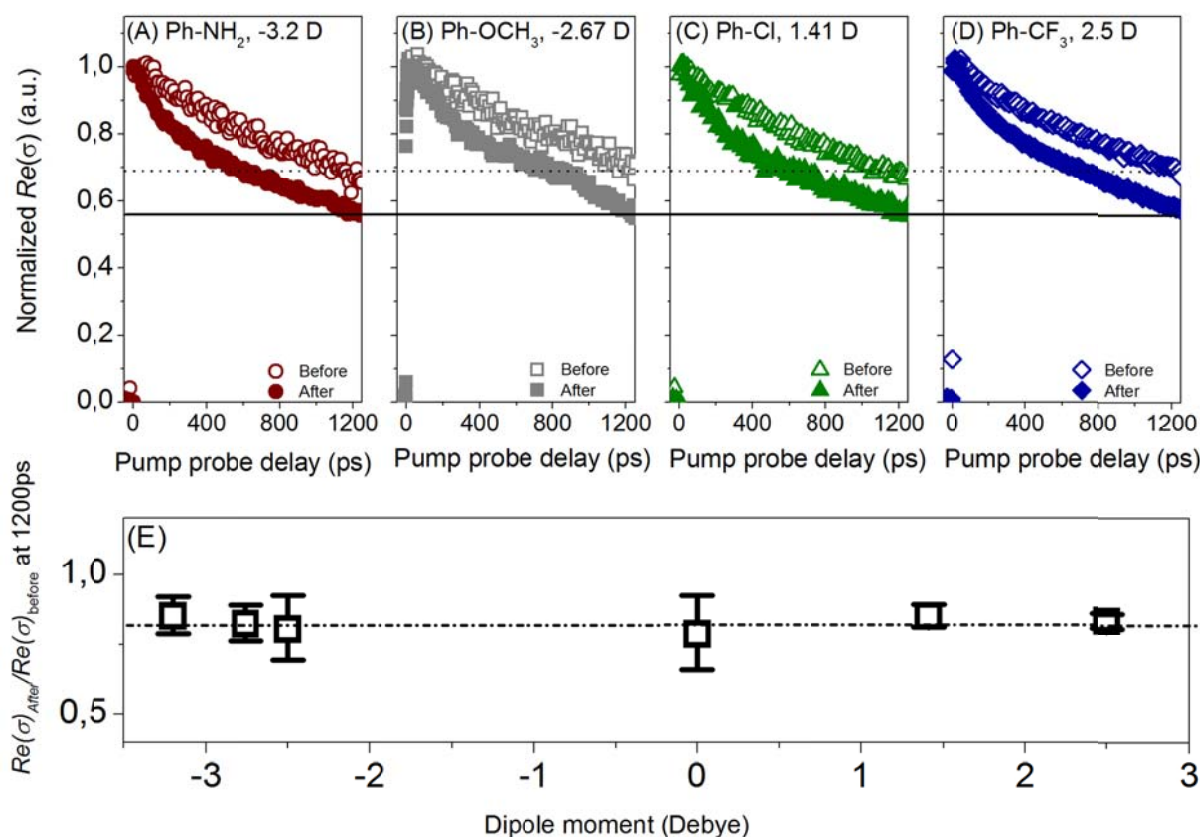 (A) Ph-NH₂, -3.2 D
(B) Ph-OCH₃, -2.67 D
(C) Ph-Cl, 1.41 D
(D) Ph-CF₃, 2.5 D
Normalized Re(σ) (a.u.)
1,0
0,8
0,6
0,4
0,2
0,0
Before
After
Before
After
Before
After
Before
After
0 400 800 1200
0 400 800 1200
0 400 800 1200
0 400 800 1200
Pump probe delay (ps)
Pump probe delay (ps)
Pump probe delay (ps)
Pump probe delay (ps)
Re(σ)After/Re(σ)before at 1200ps
(E)
1,0
0,5
-3 -2 -1 0 1 2 3
Dipole moment (Debye)